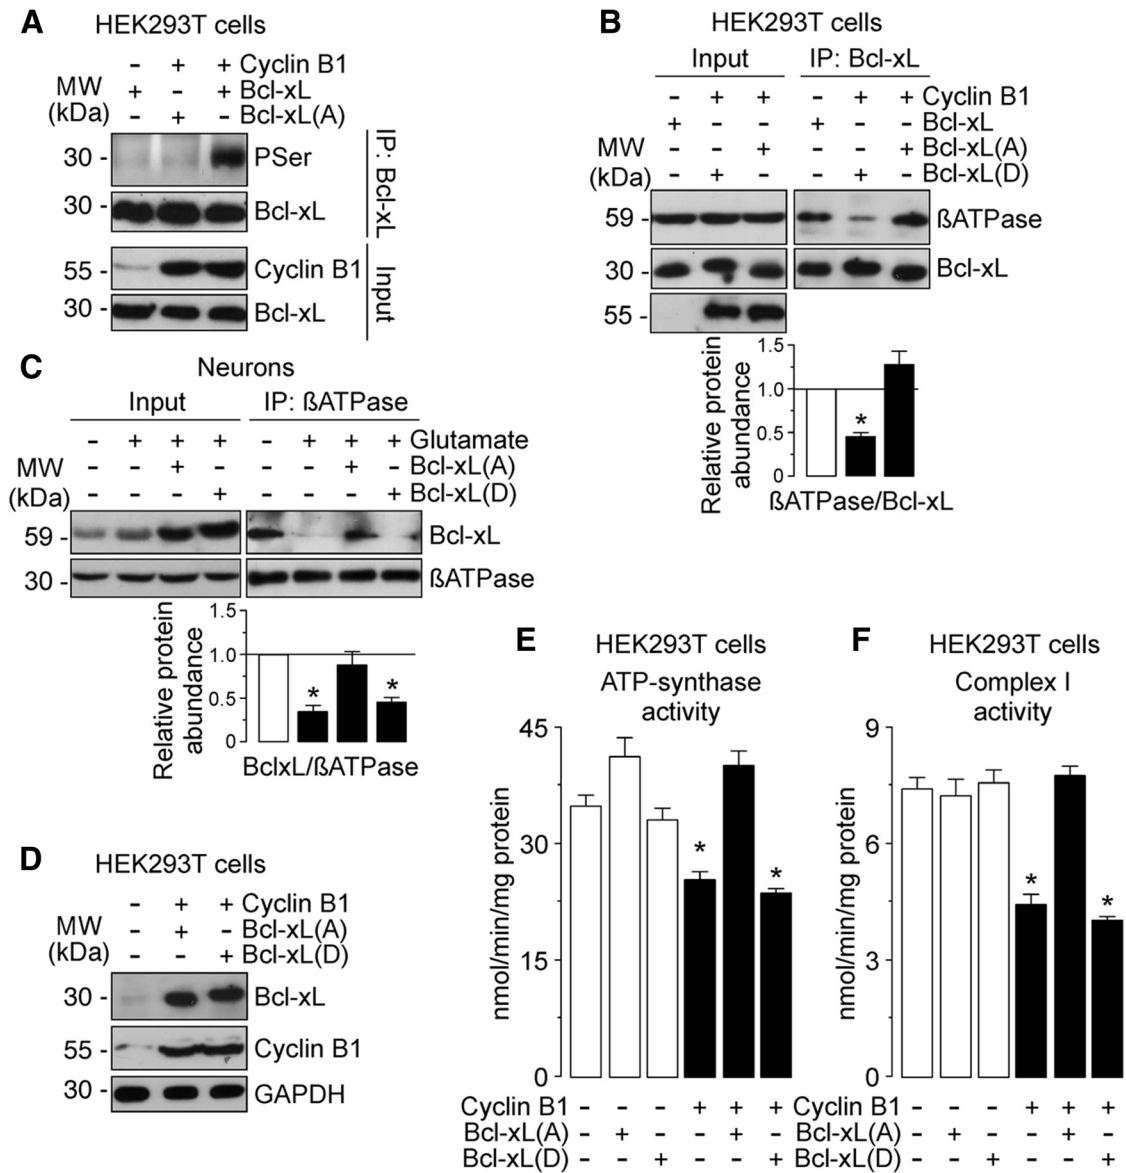 A
HEK293T cells
- + + Cyclin B1
+ - + Bcl-xL
- + - Bcl-xL(A)
MW
(kDa)
30 - PSer
30 - Bcl-xL
IP: Bcl-xL
55 - Cyclin B1
30 - Bcl-xL
Input
B
HEK293T cells
Input IP: Bcl-xL
- + + - + + Cyclin B1
+ - - + - - Bcl-xL
- - + - - + Bcl-xL(A)
- + - - + - Bcl-xL(D)
MW
(kDa)
59 - ßATPase
30 - Bcl-xL
55 -
Relative protein
abundance
1.5
1.0
0.5
0
*
ßATPase/Bcl-xL
C
Neurons
Input IP: ßATPase
- + + + - + + + Glutamate
- - + - - - + - Bcl-xL(A)
- - - + - - - + Bcl-xL(D)
MW
(kDa)
59 - Bcl-xL
30 - ßATPase
Relative protein
abundance
1.5
1.0
0.5
0
* *
BclxL/ßATPase
D
HEK293T cells
- + + Cyclin B1
- + - Bcl-xL(A)
- - + Bcl-xL(D)
MW
(kDa)
30 - Bcl-xL
55 - Cyclin B1
30 - GAPDH
E
HEK293T cells
ATP-synthase
activity
nmol/min/mg protein
45
30
15
0
* *
Cyclin B1 - - - + + +
Bcl-xL(A) - + - - + -
Bcl-xL(D) - - + - - +
F
HEK293T cells
Complex I
activity
nmol/min/mg protein
9
6
3
0
* *
Cyclin B1 - - - + + +
Bcl-xL(A) - + - - + -
Bcl-xL(D) - - + - - +